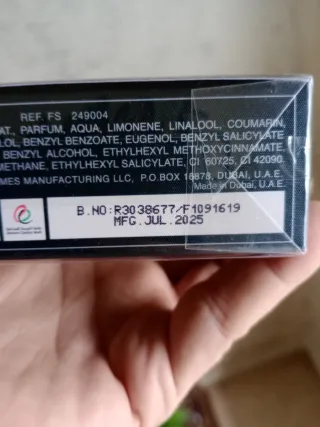 REF. FS 249004
AT., PARFUM, AQUA, LIMONENE, LINALOOL, COUMARIN,
LOL, BENZYL BENZOATE, EUGENOL, BENZYL SALICYLATE
BENZYL ALCOHOL, ETHYLHEXYL METHOXYCINNAMATE,
METHANE, ETHYLHEXYL SALICYLATE, CI 60725, CI 42090.
MES MANUFACTURING LLC, P.O.BOX 16878, DUBAI, U.A.E.
Made in Dubai, U.A.E.
B.NO:R3038677/F1091619
MFG.JUL.2025